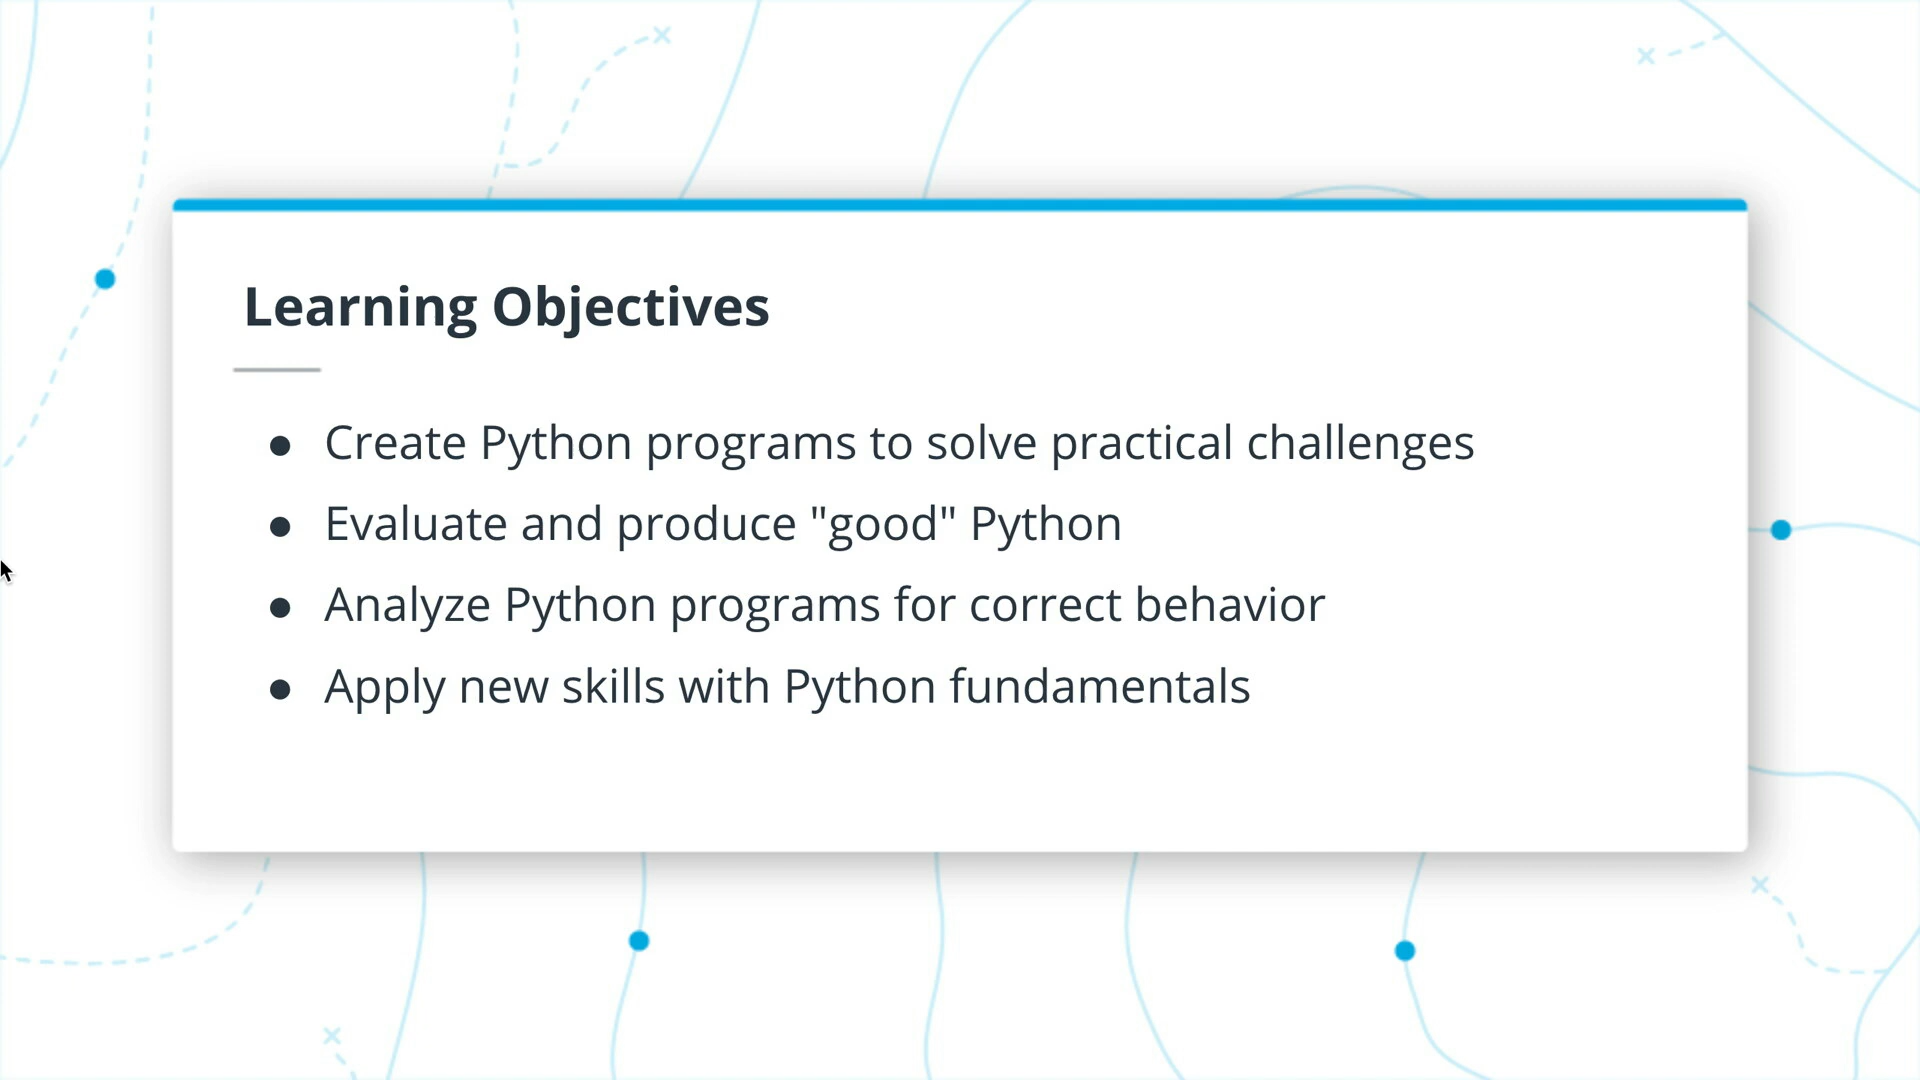 Learning Objectives
● Create Python programs to solve practical challenges
● Evaluate and produce "good" Python
● Analyze Python programs for correct behavior
● Apply new skills with Python fundamentals